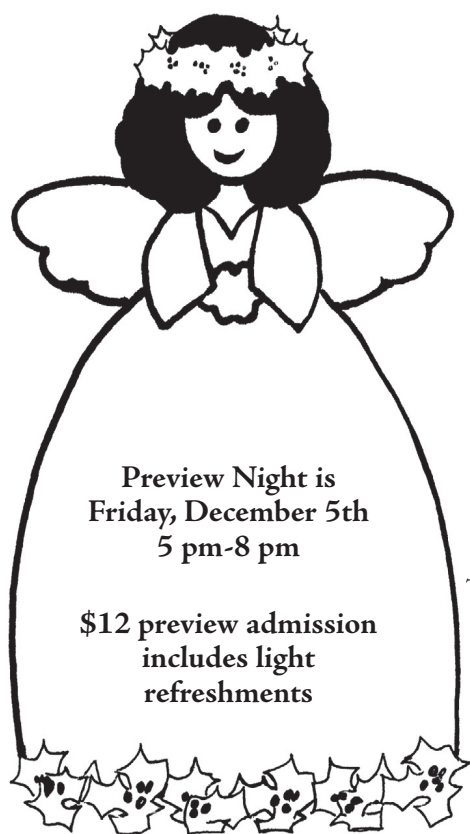 Preview Night is
Friday, December 5th
5 pm-8 pm
$12 preview admission
includes light
refreshments